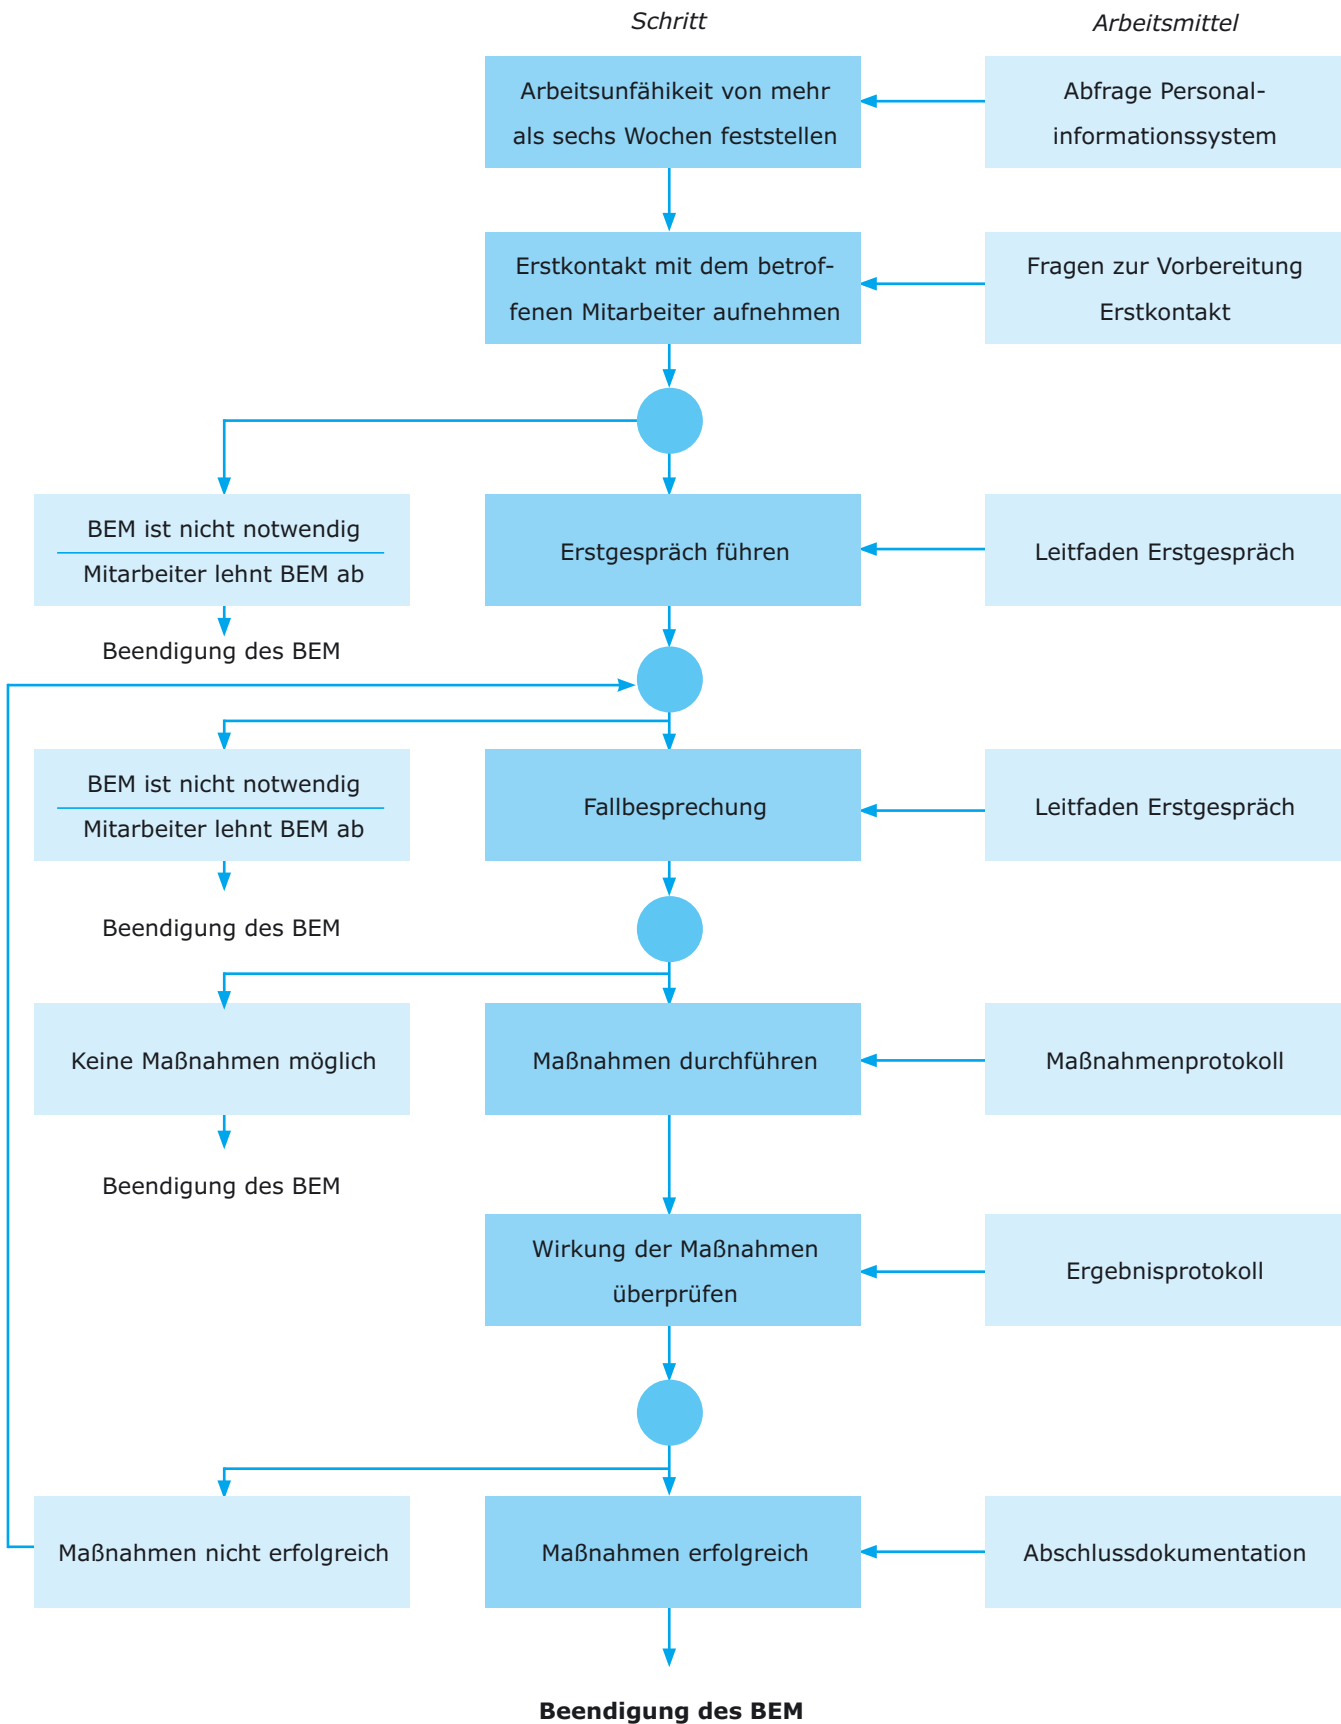 Schritt
Arbeitsmittel
Arbeitsunfähikeit von mehr
als sechs Wochen feststellen
Abfrage Personal-
informationssystem
Erstkontakt mit dem betrof-
fenen Mitarbeiter aufnehmen
Fragen zur Vorbereitung
Erstkontakt
BEM ist nicht notwendig
Mitarbeiter lehnt BEM ab
Erstgespräch führen
Leitfaden Erstgespräch
Beendigung des BEM
BEM ist nicht notwendig
Mitarbeiter lehnt BEM ab
Fallbesprechung
Leitfaden Erstgespräch
Beendigung des BEM
Keine Maßnahmen möglich
Maßnahmen durchführen
Maßnahmenprotokoll
Beendigung des BEM
Wirkung der Maßnahmen
überprüfen
Ergebnisprotokoll
Maßnahmen nicht erfolgreich
Maßnahmen erfolgreich
Abschlussdokumentation
Beendigung des BEM